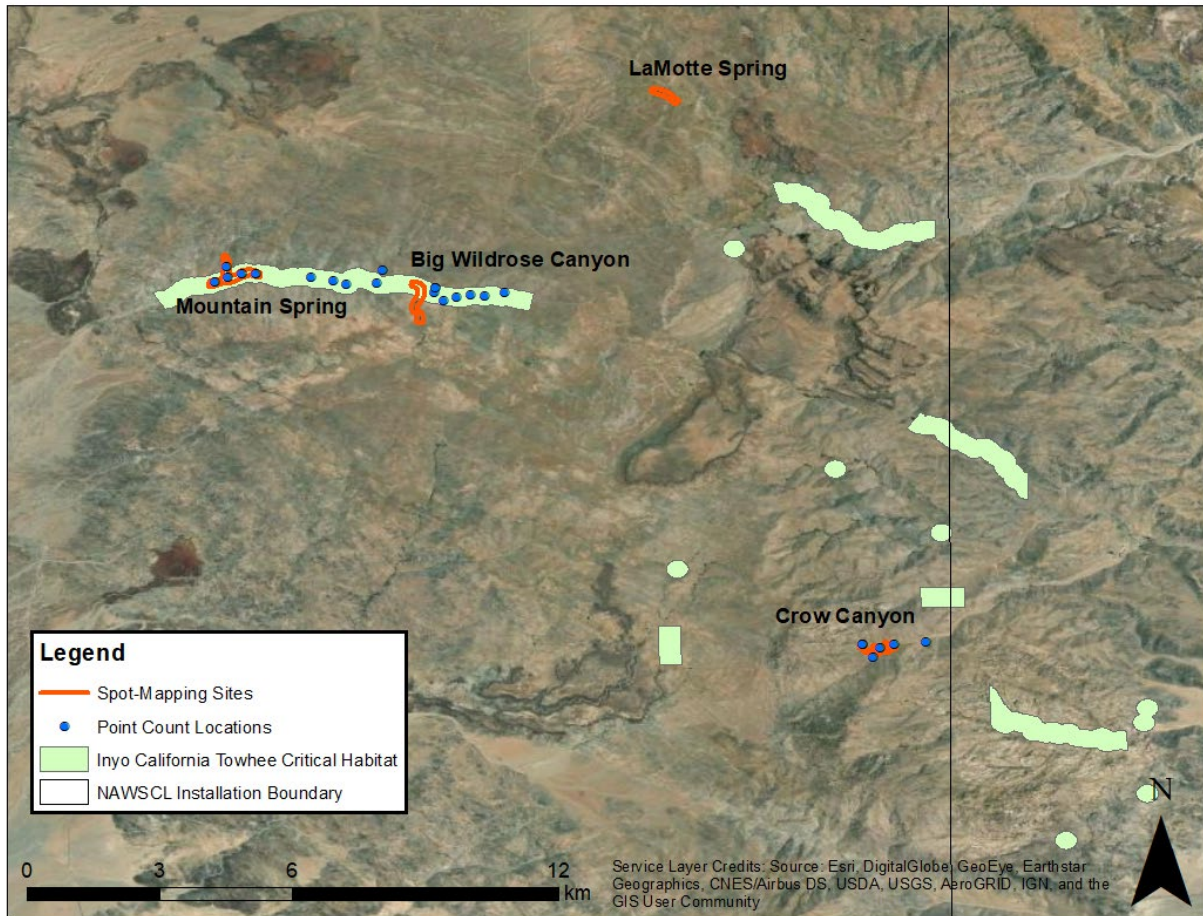 LaMotte Spring
Big Wildrose Canyon
Mountain Spring
Crow Canyon
Legend
Spot-Mapping Sites
Point Count Locations
Inyo California Towhee Critical Habitat
NAWSCL Installation Boundary
N
0 3 6 12
km
Service Layer Credits: Source: Esri, DigitalGlobe, GeoEye, Earthstar
Geographics, CNES/Airbus DS, USDA, USGS, AeroGRID, IGN, and the
GIS User Community